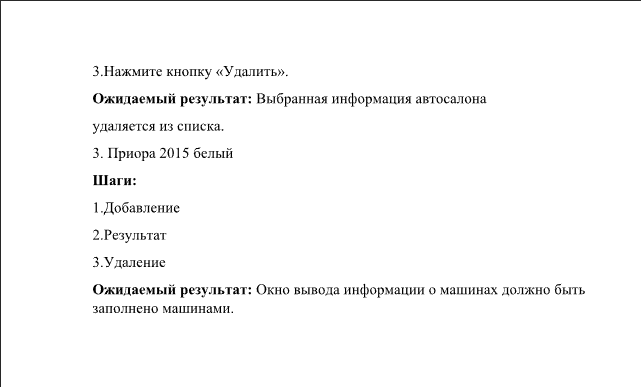 3.Нажмите кнопку «Удалить».
Ожидаемый результат: Выбранная информация автосалона
удаляется из списка.
3. Приора 2015 белый
Шаги:
1.Добавление
2.Результат
3.Удаление
Ожидаемый результат: Окно вывода информации о машинах должно быть
заполнено машинами.